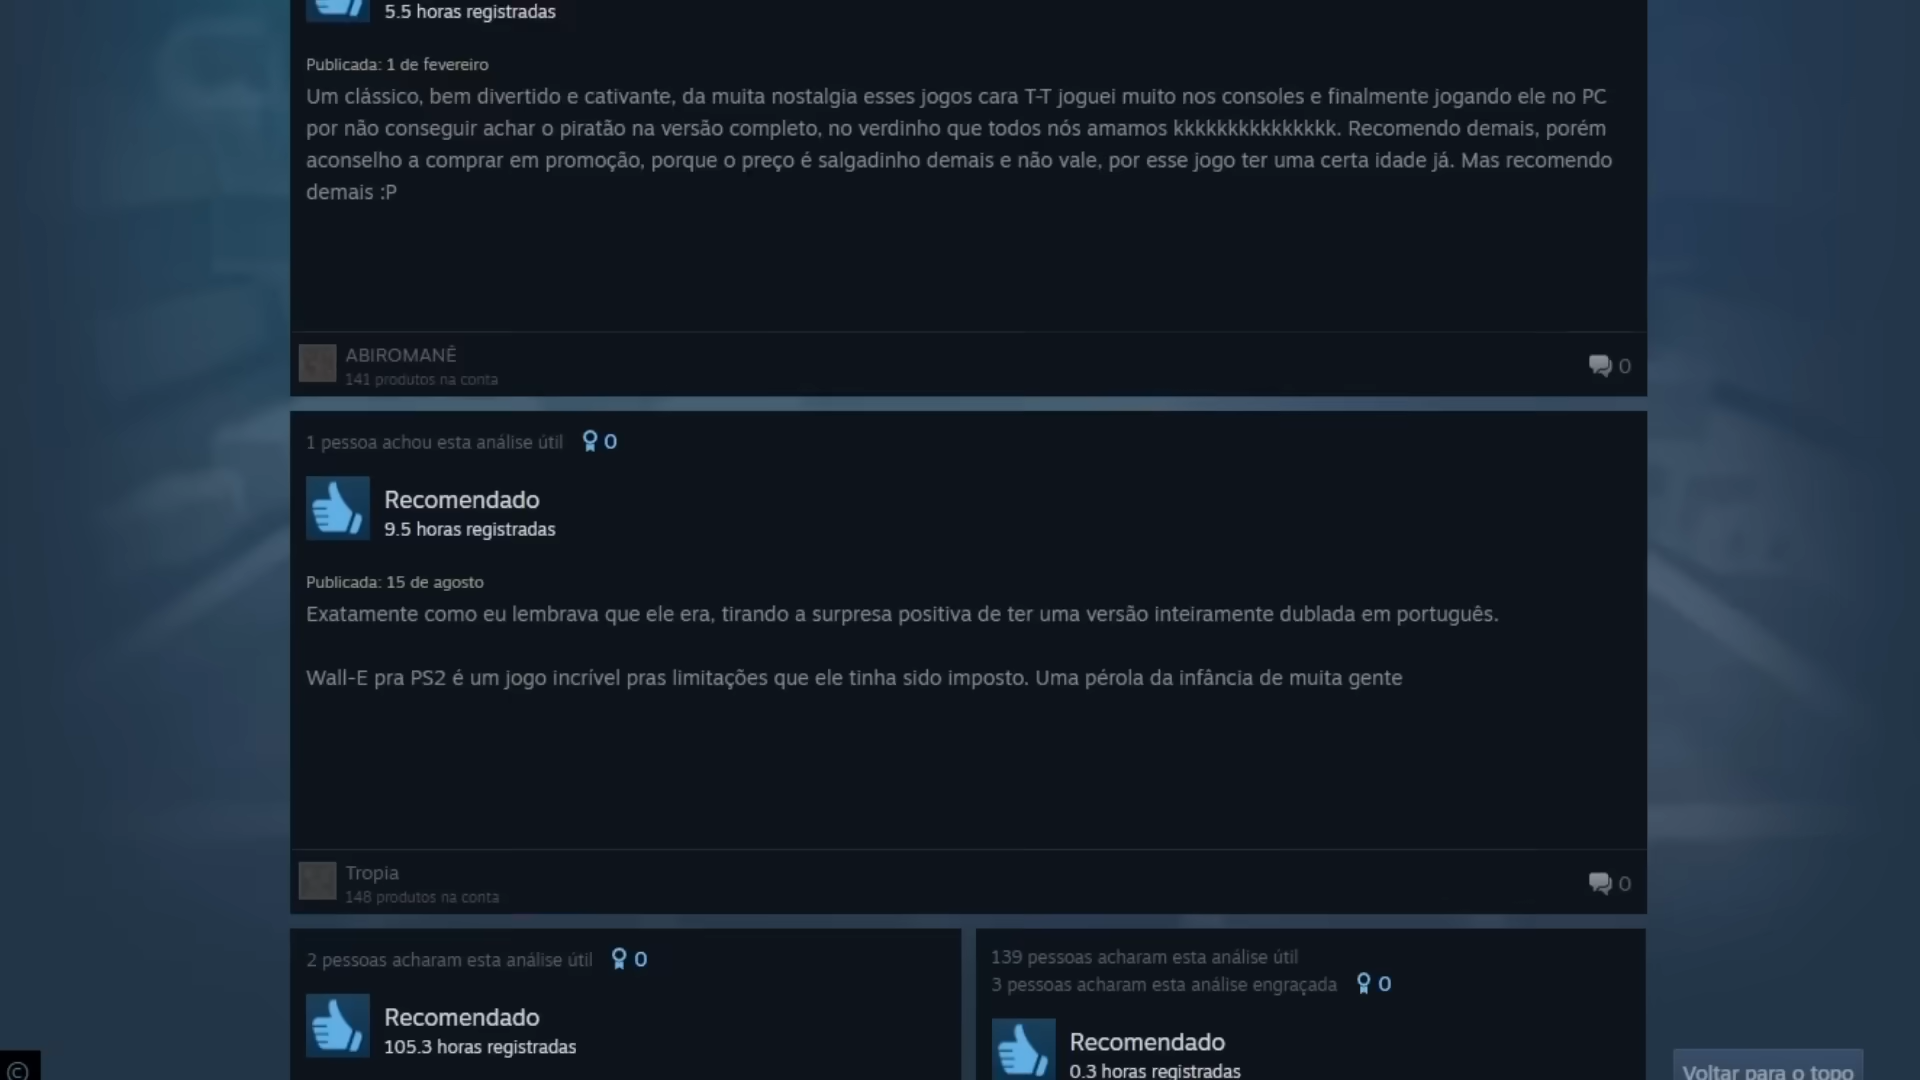 5.5 horas registradas
Publicada: 1 de fevereiro
Um clássico, bem divertido e cativante, da muita nostalgia esses jogos cara T-T joguei muito nos consoles e finalmente jogando ele no PC
por não conseguir achar o piratão na versão completo, no verdinho que todos nós amamos kkkkkkkkkkkkkkk. Recomendo demais, porém
aconselho a comprar em promoção, porque o preço é salgadinho demais e não vale, por esse jogo ter uma certa idade já. Mas recomendo
demais :P
ABIROMANÊ
141 produtos na conta
0
1 pessoa achou esta análise útil 0
Recomendado
9.5 horas registradas
Publicada: 15 de agosto
Exatamente como eu lembrava que ele era, tirando a surpresa positiva de ter uma versão inteiramente dublada em português.
Wall-E pra PS2 é um jogo incrível pras limitações que ele tinha sido imposto. Uma pérola da infância de muita gente
Tropia
148 produtos na conta
0
2 pessoas acharam esta análise útil 0
Recomendado
105.3 horas registradas
139 pessoas acharam esta análise útil
3 pessoas acharam esta análise engraçada 0
Recomendado
0.3 horas registradas
Voltar para o topo
©